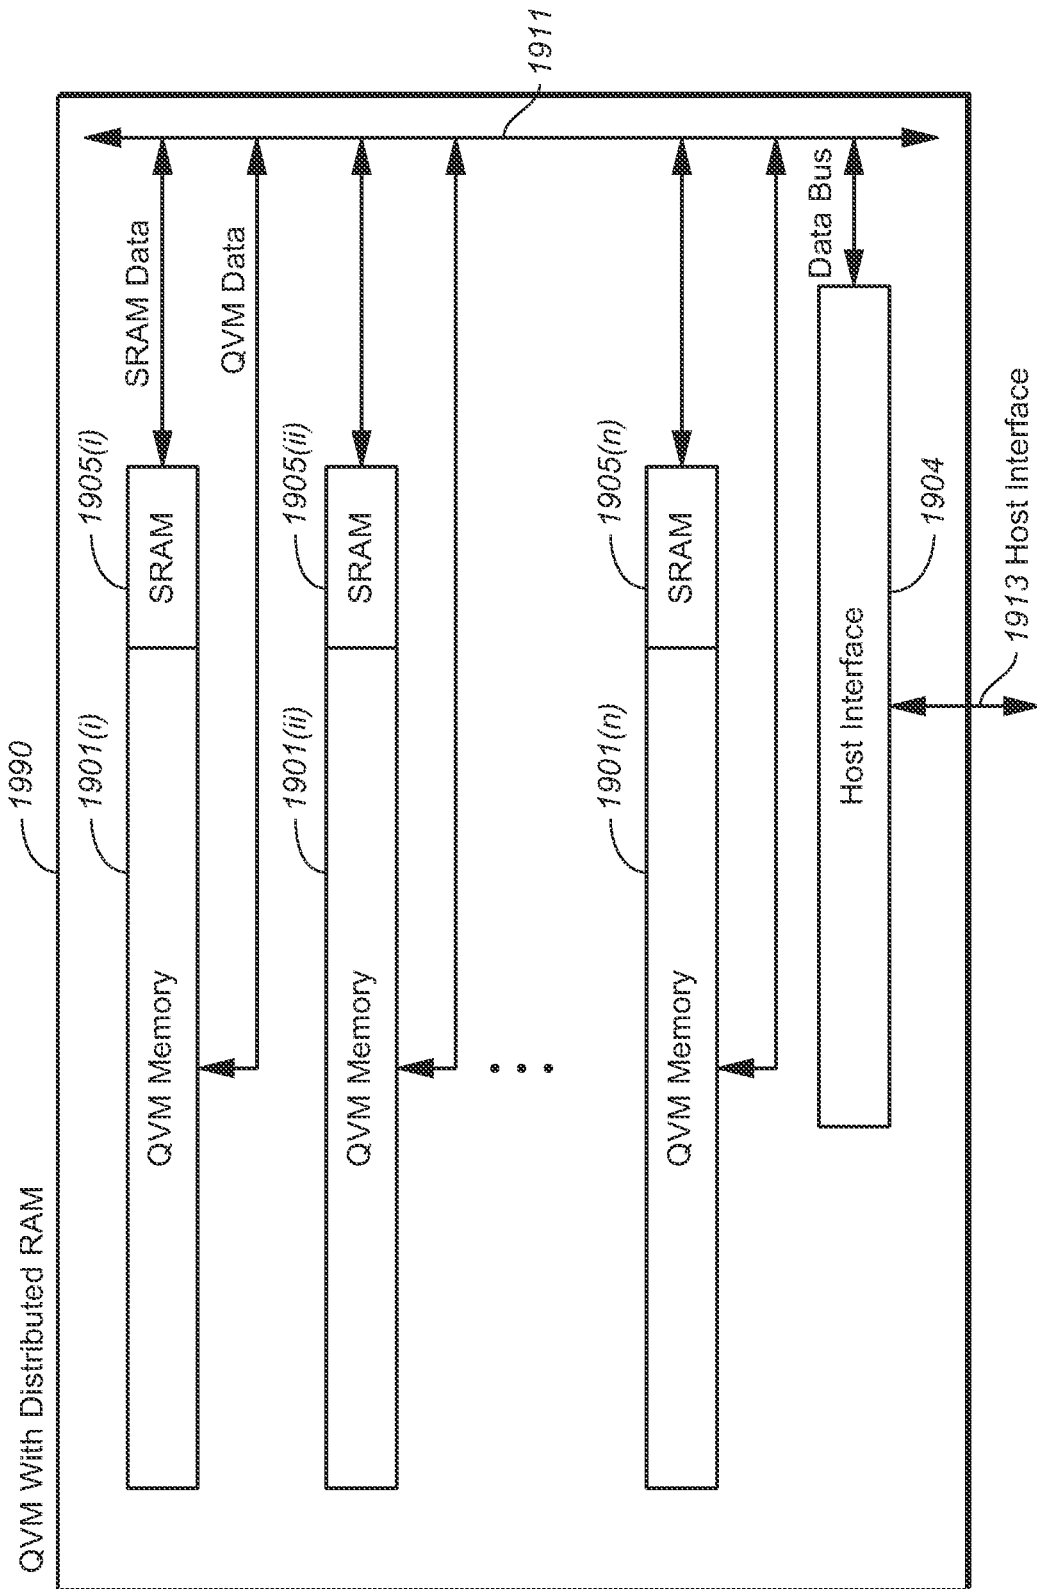 QVM With Distributed RAM
1990
1901(i)
1905(i)
QVM Memory
SRAM
SRAM Data
QVM Data
1901(ii)
1905(ii)
QVM Memory
SRAM
1911
• • •
1901(n)
1905(n)
QVM Memory
SRAM
Data Bus
Host Interface
1904
1913 Host Interface